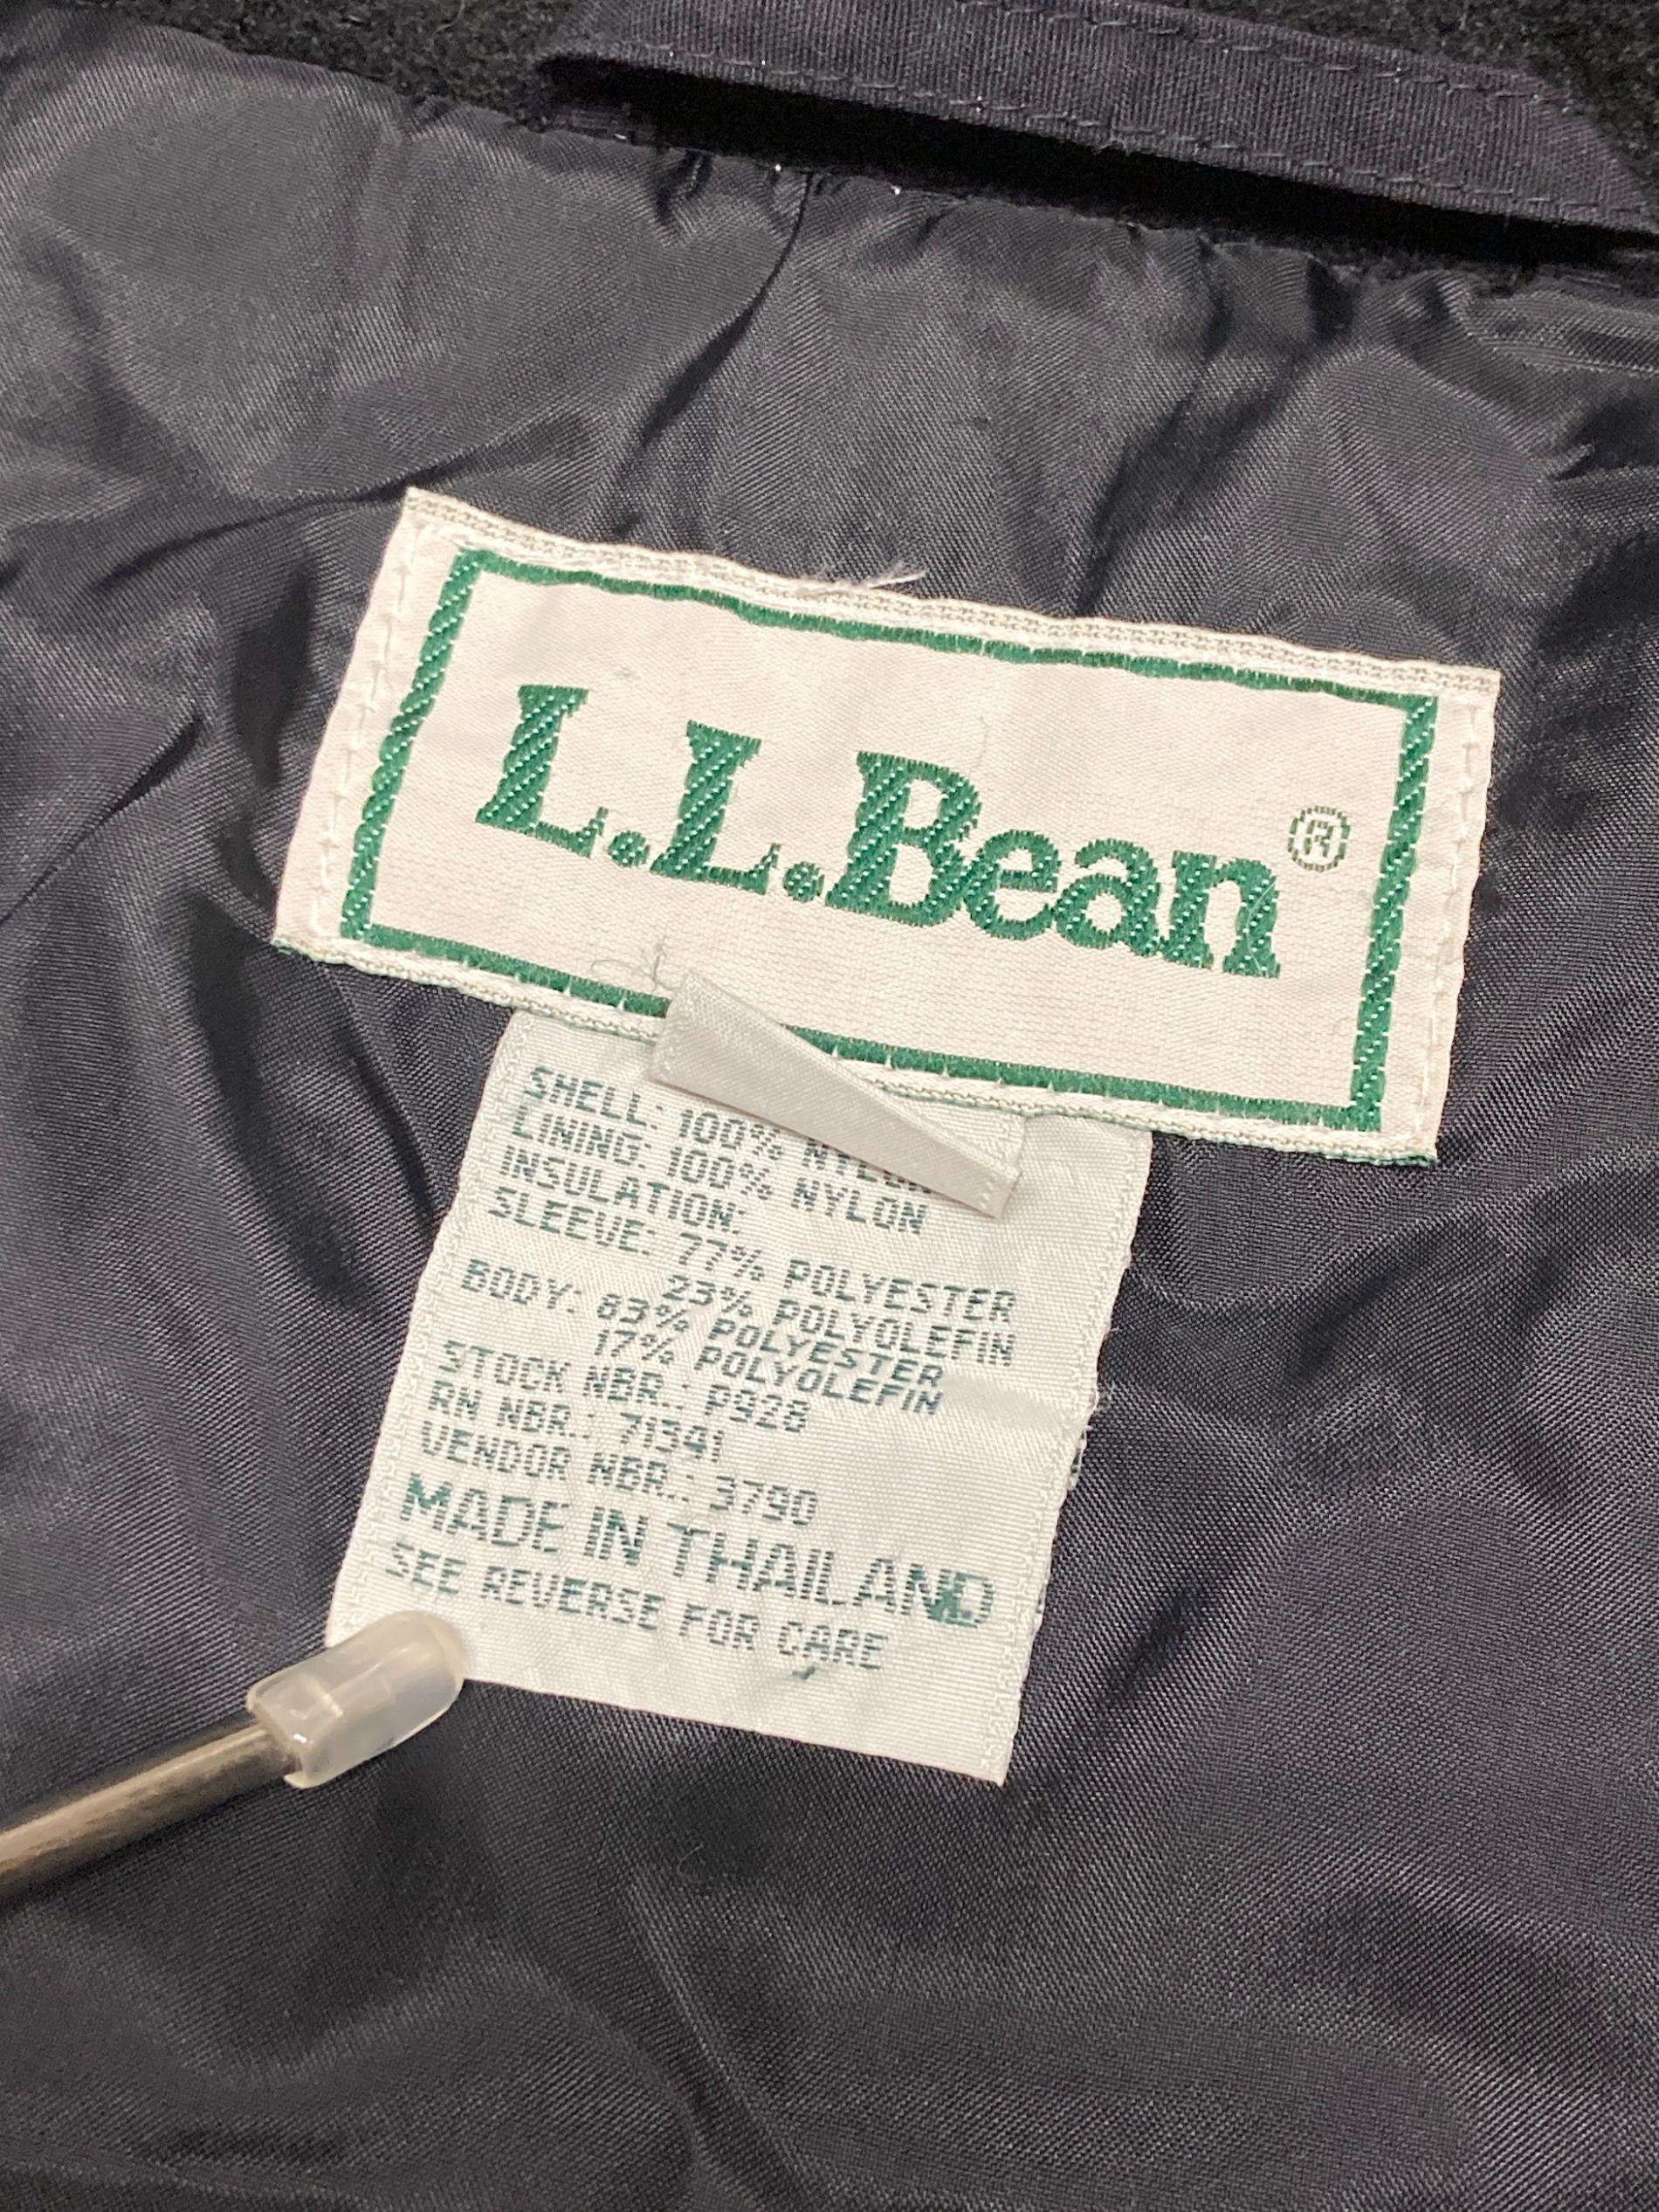 L.L.Bean®
SHELL: 100% NYLON
LINING: 100% NYLON
INSULATION:
SLEEVE: 77% POLYESTER
23% POLYOLEFIN
BODY: 83% POLYESTER
17% POLYOLEFIN
STOCK NBR.: P928
RN NBR.: 71341
VENDOR NBR.: 3790
MADE IN THAILAND
SEE REVERSE FOR CARE